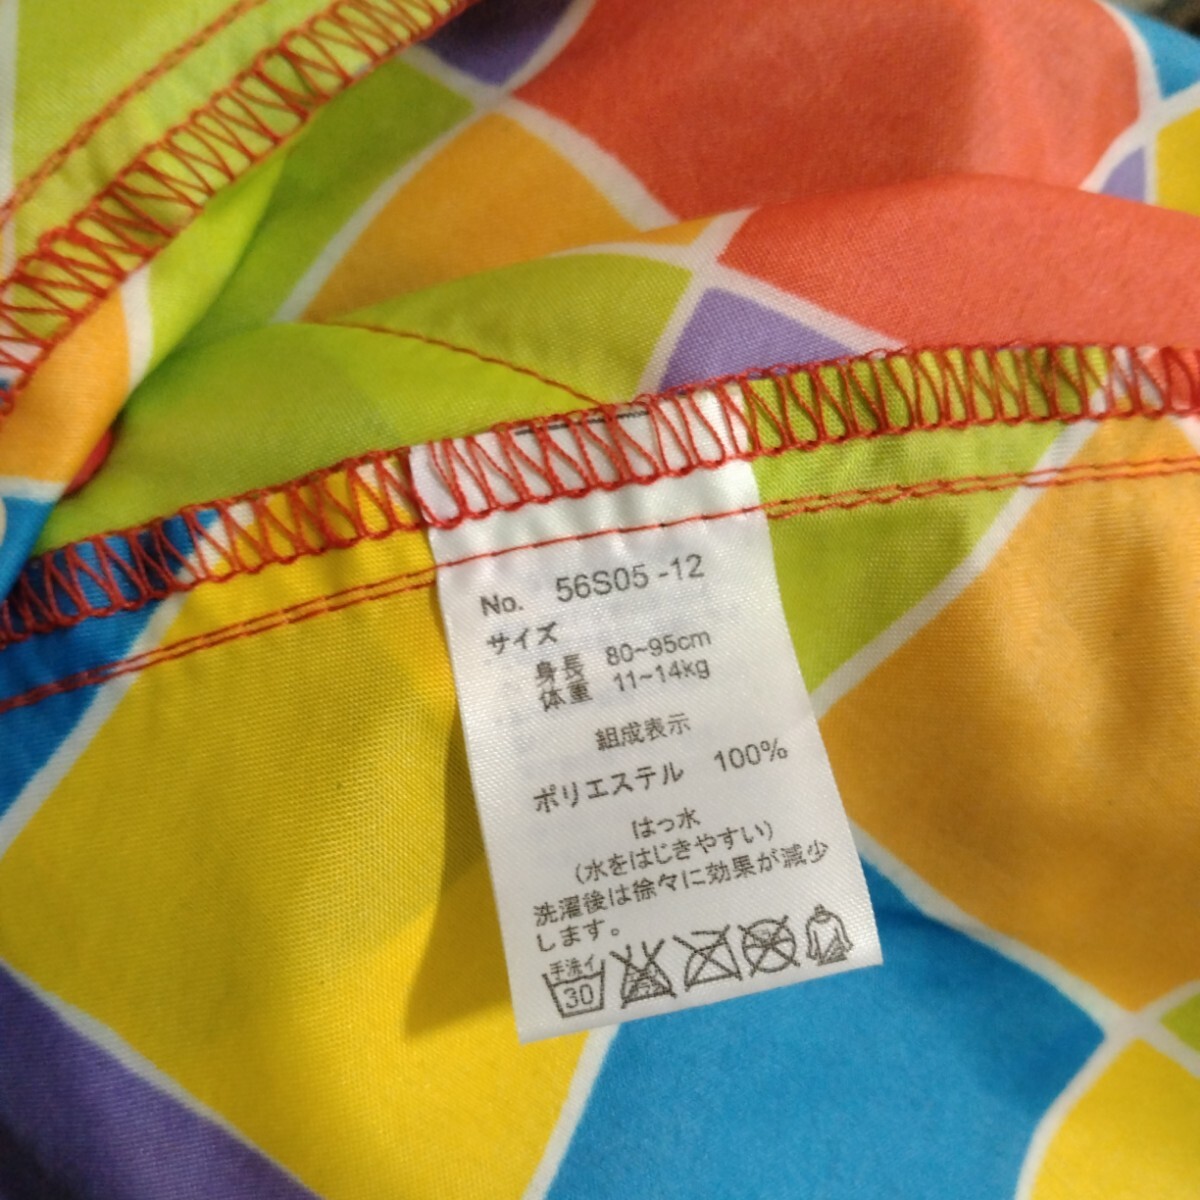 No. 56S05 -12
サイズ
身長 80~95cm
体重 11~14kg
組成表示
ポリエステル 100%
はっ水
(水をはじきやすい)
洗濯後は徐々に効果が減少
します。
手洗イ
30